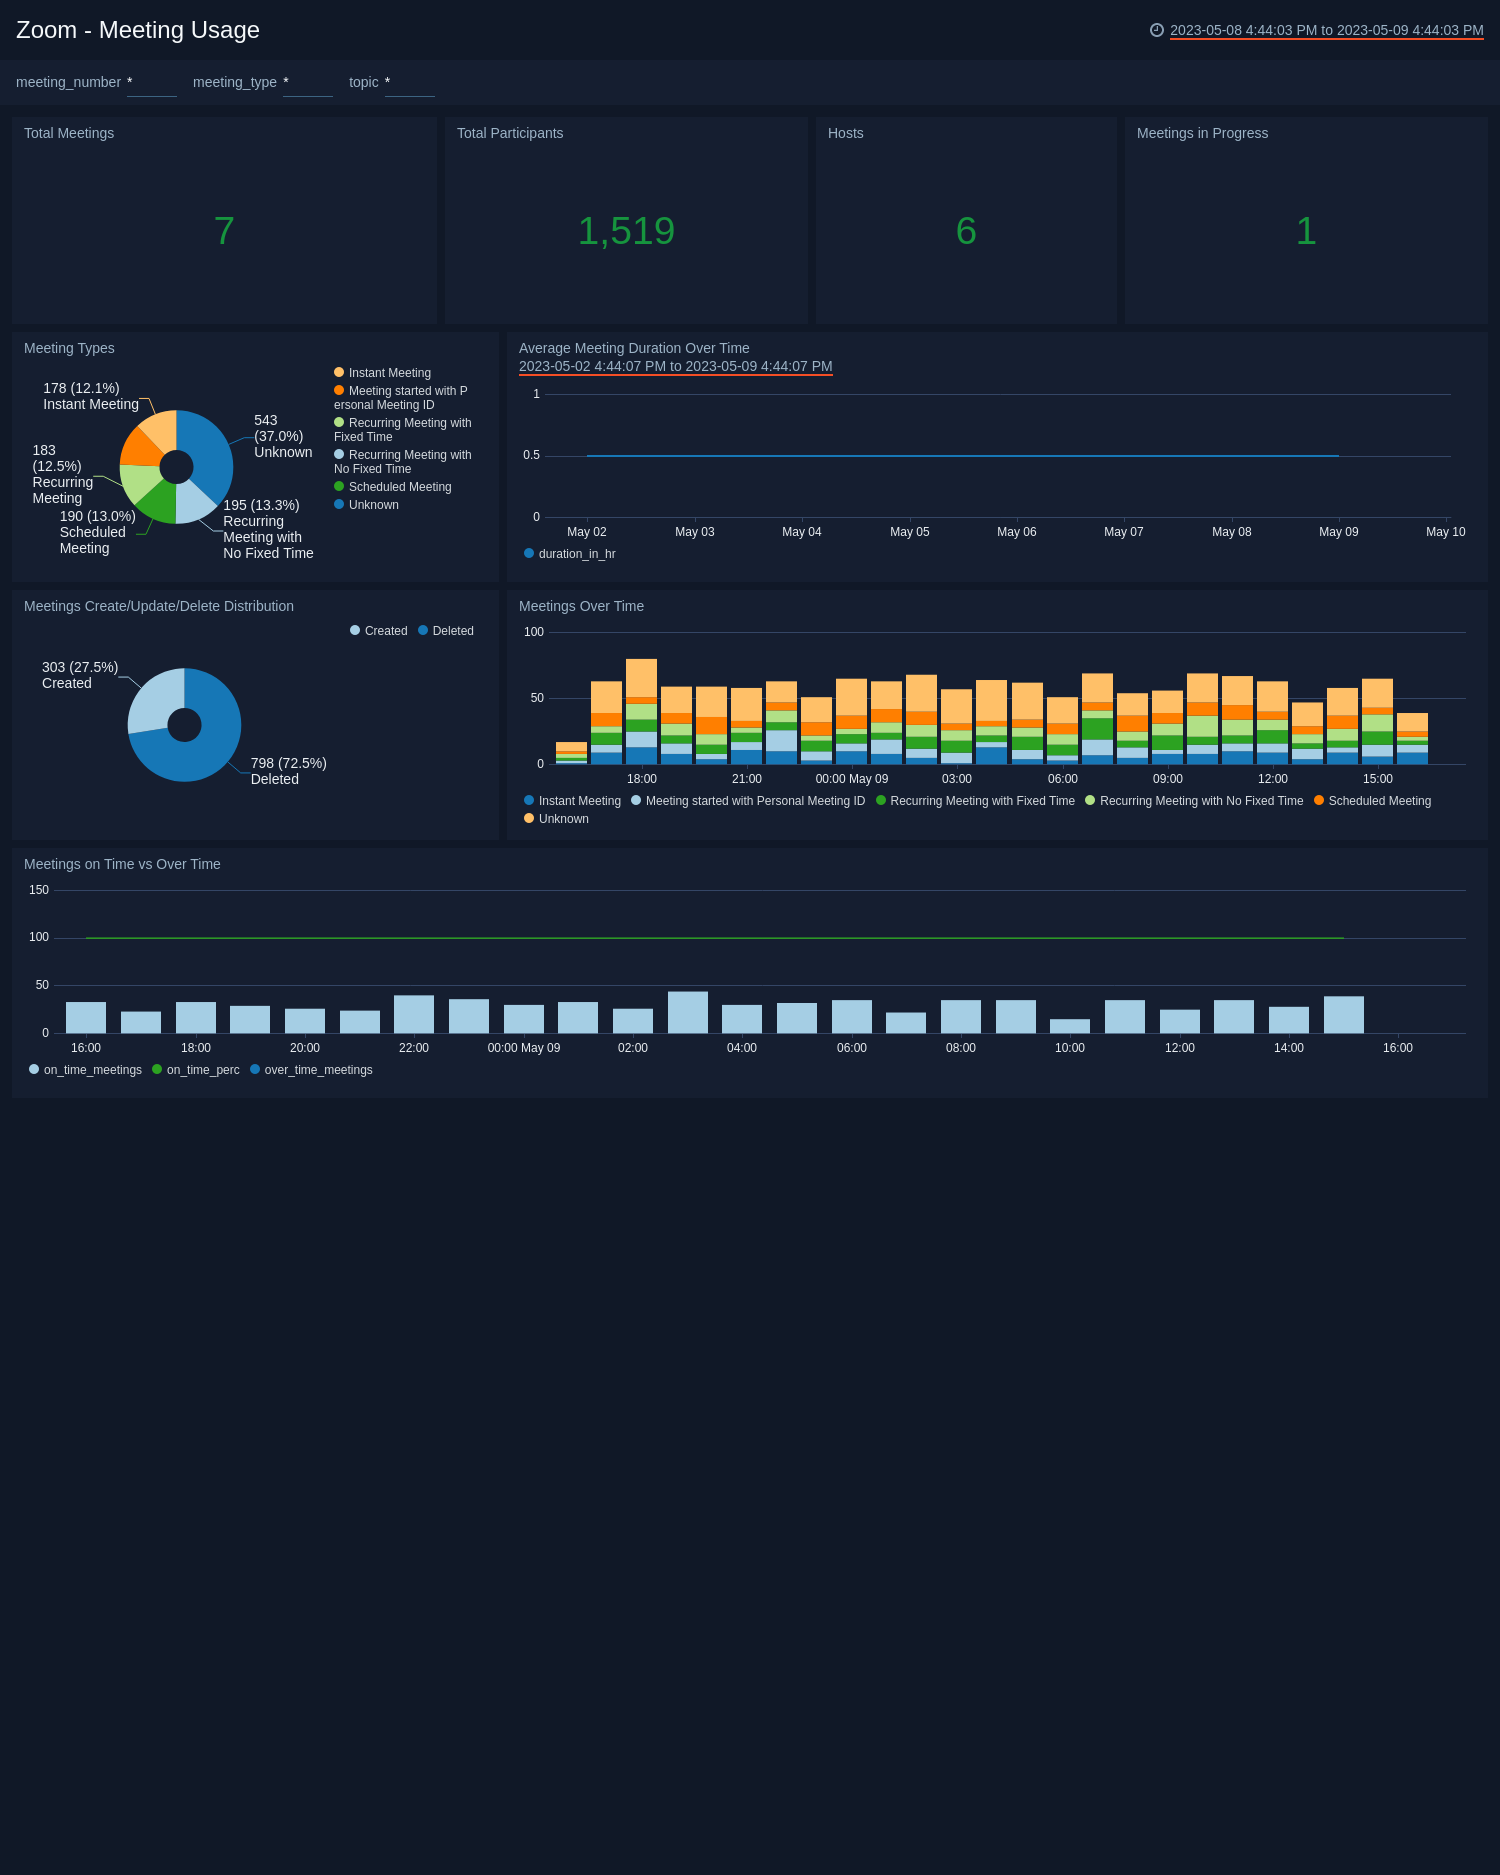 Zoom - Meeting Usage
2023-05-08 4:44:03 PM to 2023-05-09 4:44:03 PM
meeting_number *
meeting_type *
topic *
Total Meetings
7
Total Participants
1,519
Hosts
6
Meetings in Progress
1
Meeting Types
178 (12.1%)
Instant Meeting
543
(37.0%)
Unknown
183
(12.5%)
Recurring
Meeting
190 (13.0%)
Scheduled
Meeting
195 (13.3%)
Recurring
Meeting with
No Fixed Time
Instant Meeting
Meeting started with P
ersonal Meeting ID
Recurring Meeting with
Fixed Time
Recurring Meeting with
No Fixed Time
Scheduled Meeting
Unknown
Average Meeting Duration Over Time
2023-05-02 4:44:07 PM to 2023-05-09 4:44:07 PM
1
0.5
0
May 02 May 03 May 04 May 05 May 06 May 07 May 08 May 09 May 10
duration_in_hr
Meetings Create/Update/Delete Distribution
Created Deleted
303 (27.5%)
Created
798 (72.5%)
Deleted
Meetings Over Time
100
50
0
18:00 21:00 00:00 May 09 03:00 06:00 09:00 12:00 15:00
Instant Meeting Meeting started with Personal Meeting ID Recurring Meeting with Fixed Time Recurring Meeting with No Fixed Time Scheduled Meeting
Unknown
Meetings on Time vs Over Time
150
100
50
0
16:00 18:00 20:00 22:00 00:00 May 09 02:00 04:00 06:00 08:00 10:00 12:00 14:00 16:00
on_time_meetings on_time_perc over_time_meetings